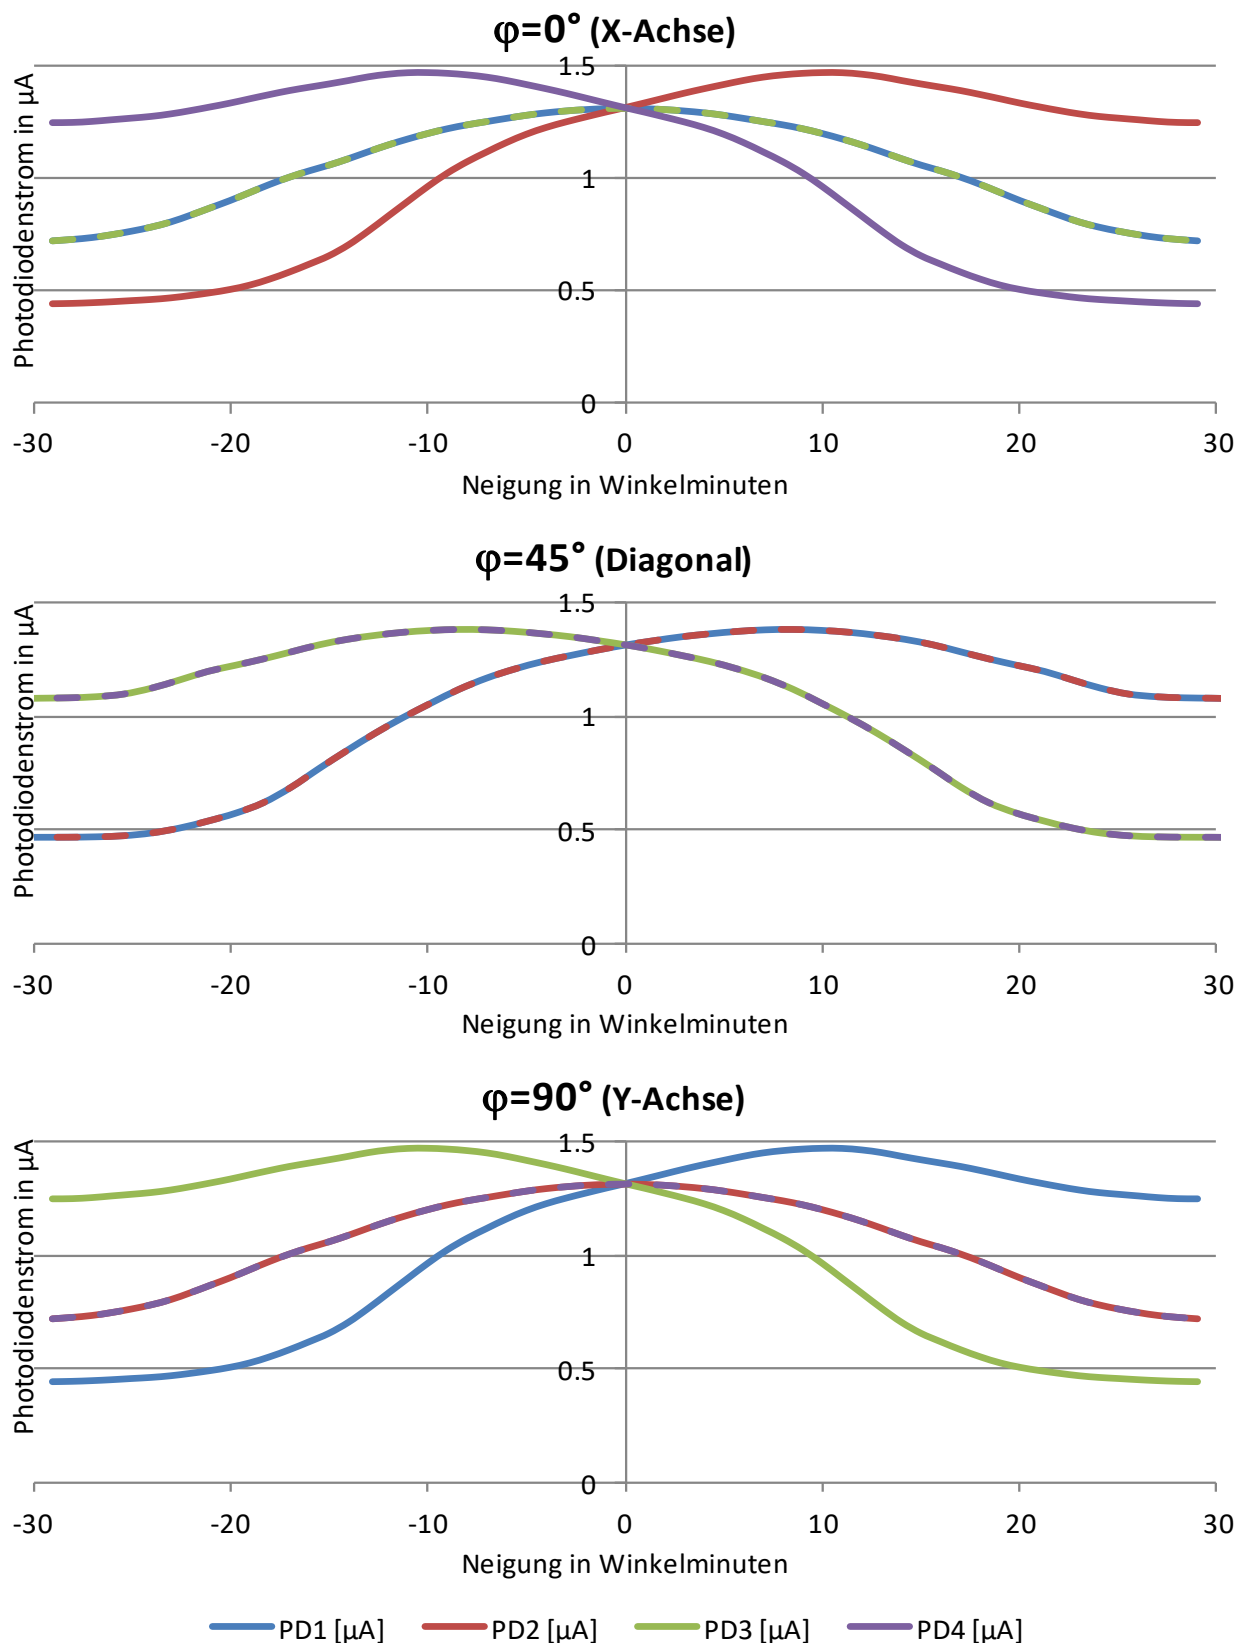 φ=0° (X-Achse)
Photodiodenstrom in µA
1.5
1
0.5
0
-30 -20 -10 0 10 20 30
Neigung in Winkelminuten
φ=45° (Diagonal)
Photodiodenstrom in µA
1.5
1
0.5
0
-30 -20 -10 0 10 20 30
Neigung in Winkelminuten
φ=90° (Y-Achse)
Photodiodenstrom in µA
1.5
1
0.5
0
-30 -20 -10 0 10 20 30
Neigung in Winkelminuten
PD1 [µA] PD2 [µA] PD3 [µA] PD4 [µA]